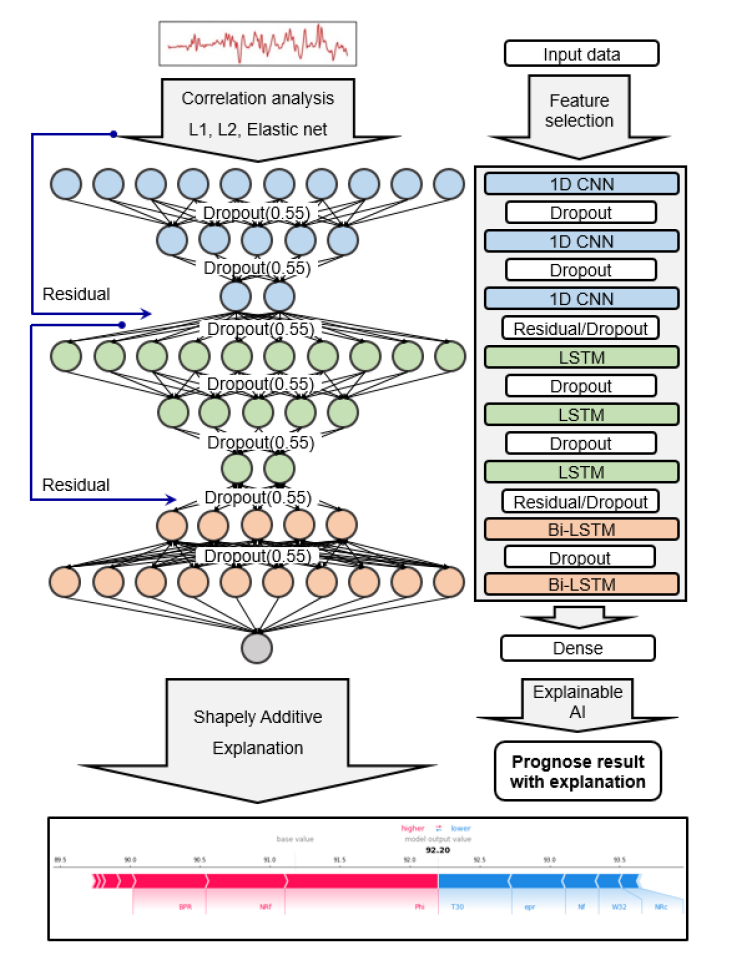 Input data
Correlation analysis
L1, L2, Elastic net
Feature
selection
1D CNN
Dropout(0.55)
Dropout
1D CNN
Dropout(0.55)
Dropout
Residual
1D CNN
Dropout(0.55)
Residual/Dropout
LSTM
Dropout(0.55)
Dropout
LSTM
Dropout(0.55)
Dropout
LSTM
Residual
Dropout(0.55)
Residual/Dropout
Bi-LSTM
Dropout(0.55)
Dropout
Bi-LSTM
Dense
Shapely Additive
Explanation
Explainable
AI
Prognose result
with explanation
higher ⇄ lower
base value
model output value
92.20
89.5 90.0 90.5 91.0 91.5 92.0 92.5 93.0 93.5
BPR NRf Phi T30 epr Nf W32 NRc